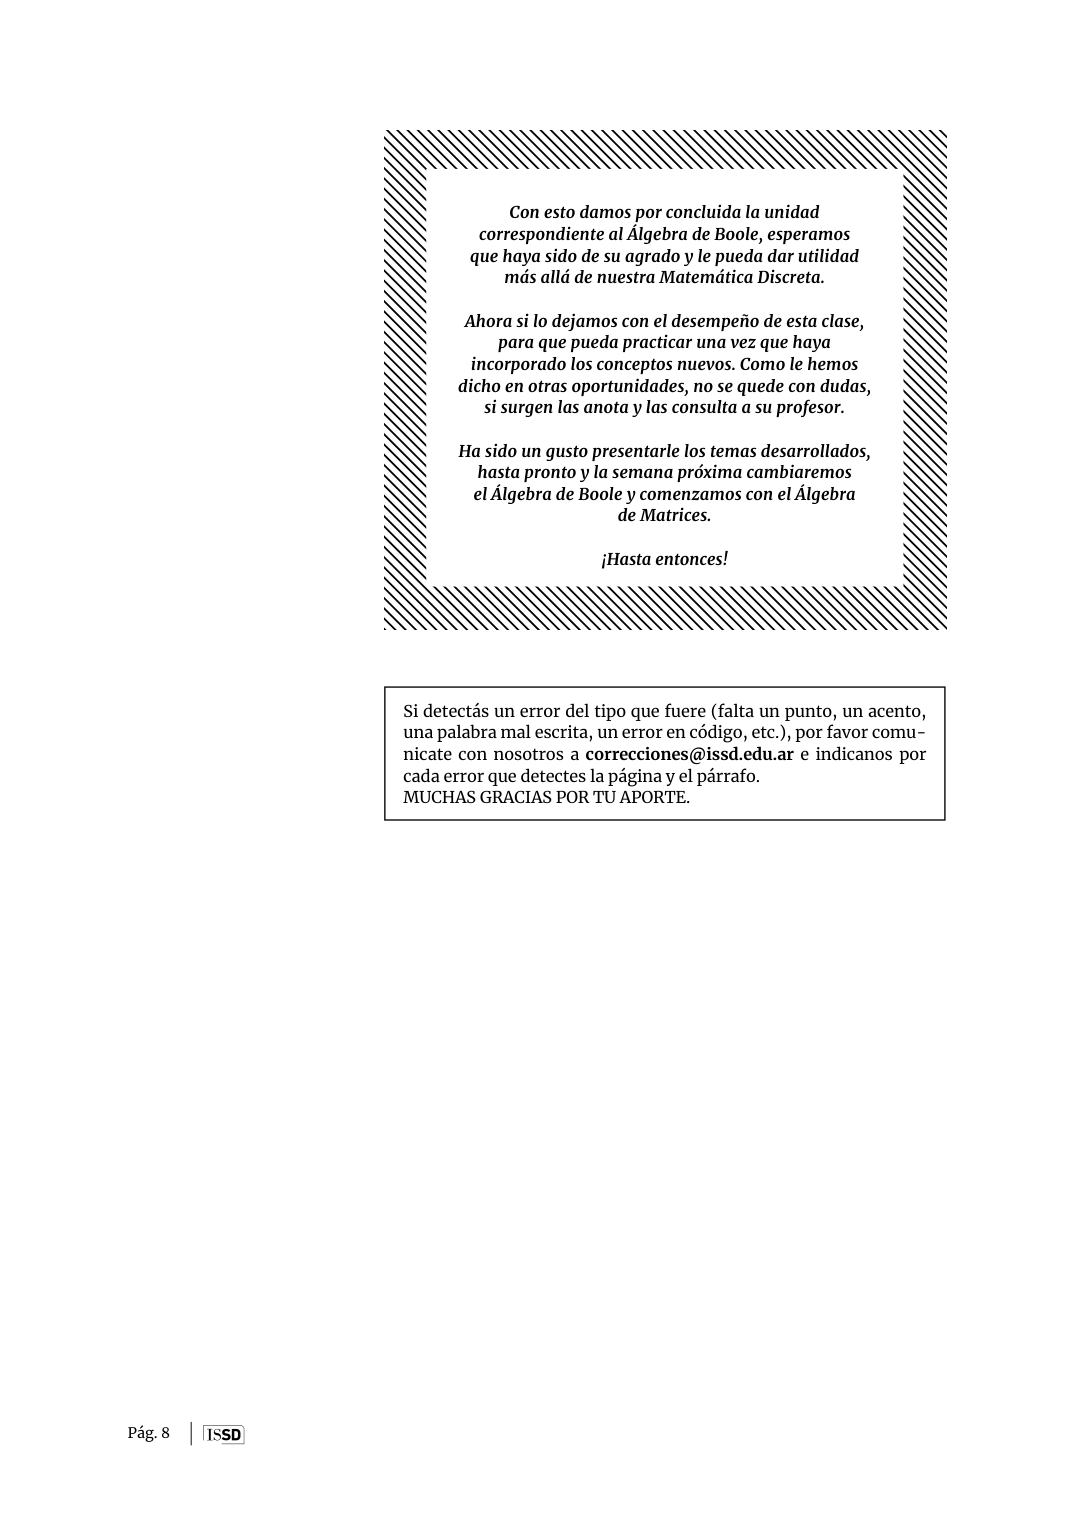 Con esto damos por concluida la unidad
correspondiente al Álgebra de Boole, esperamos
que haya sido de su agrado y le pueda dar utilidad
más allá de nuestra Matemática Discreta.
Ahora si lo dejamos con el desempeño de esta clase,
para que pueda practicar una vez que haya
incorporado los conceptos nuevos. Como le hemos
dicho en otras oportunidades, no se quede con dudas,
si surgen las anota y las consulta a su profesor.
Ha sido un gusto presentarle los temas desarrollados,
hasta pronto y la semana próxima cambiaremos
el Álgebra de Boole y comenzamos con el Álgebra
de Matrices.
¡Hasta entonces!
Si detectás un error del tipo que fuere (falta un punto, un acento,
una palabra mal escrita, un error en código, etc.), por favor comu-
nicate con nosotros a correcciones@issd.edu.ar e indicanos por
cada error que detectes la página y el párrafo.
MUCHAS GRACIAS POR TU APORTE.
Pág. 8
ISSD